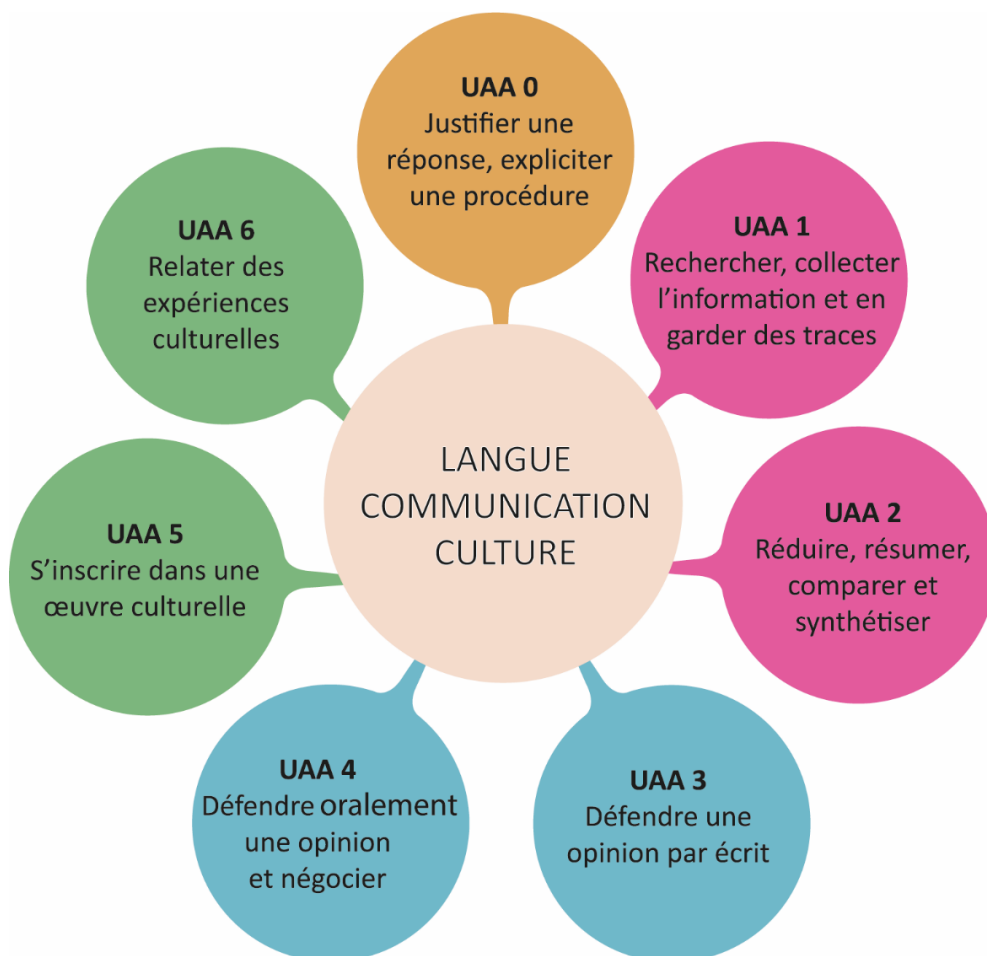 UAA 0
Justifier une
réponse, expliciter
une procédure
UAA 1
Rechercher, collecter
l'information et en
garder des traces
UAA 2
Réduire, résumer,
comparer et
synthétiser
UAA 3
Défendre une
opinion par écrit
UAA 4
Défendre oralement
une opinion
et négocier
UAA 5
S'inscrire dans une
œuvre culturelle
UAA 6
Relater des
expériences
culturelles
LANGUE
COMMUNICATION
CULTURE